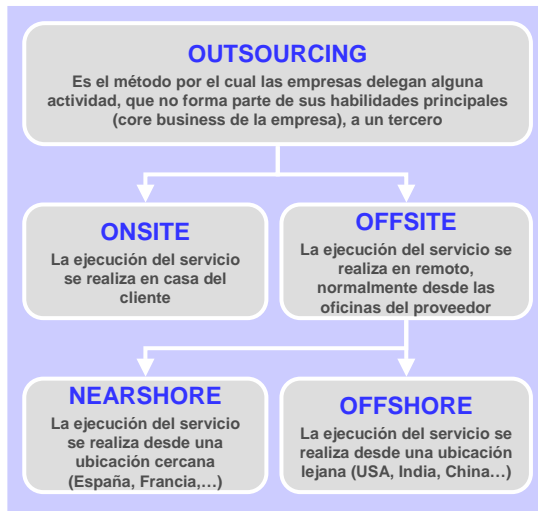 OUTSOURCING
Es el método por el cual las empresas delegan alguna
actividad, que no forma parte de sus habilidades principales
(core business de la empresa), a un tercero
ONSITE
La ejecución del servicio
se realiza en casa del
cliente
OFFSITE
La ejecución del servicio se
realiza en remoto,
normalmente desde las
oficinas del proveedor
NEARSHORE
La ejecución del servicio
se realiza desde una
ubicación cercana
(España, Francia,...)
OFFSHORE
La ejecución del servicio se
realiza desde una ubicación
lejana (USA, India, China...)